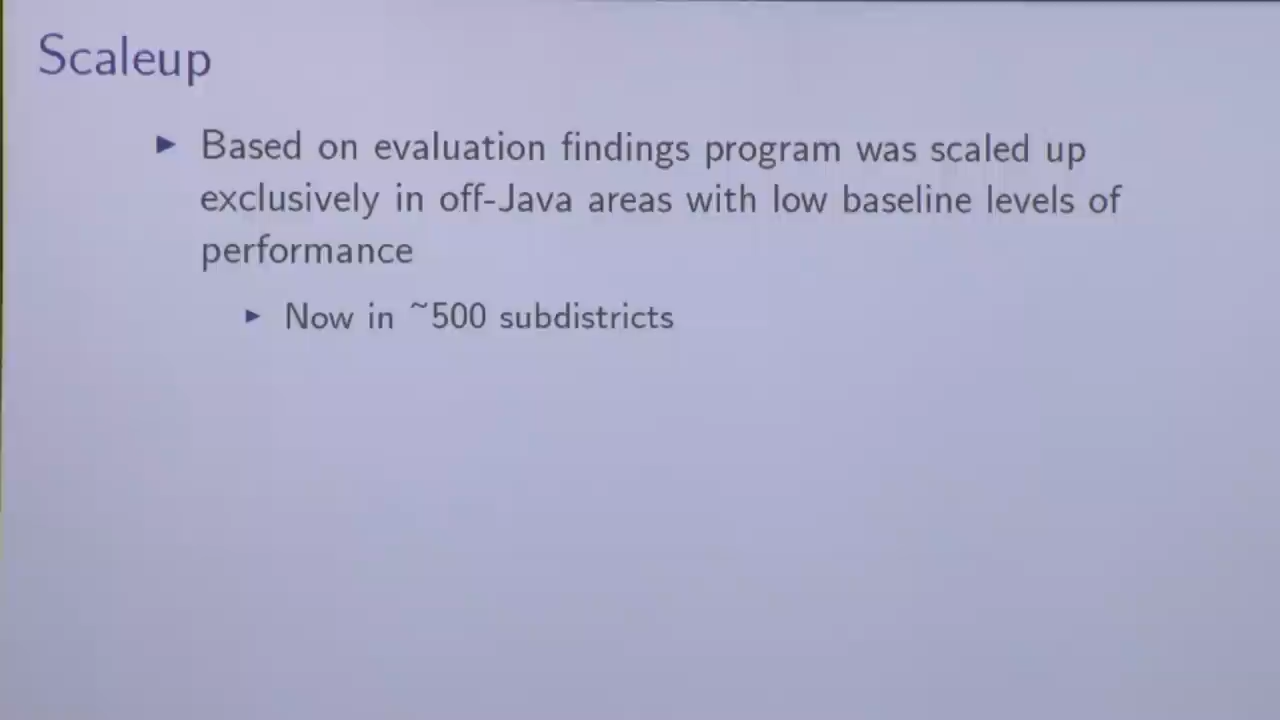 Scaleup
▶ Based on evaluation findings program was scaled up
exclusively in off-Java areas with low baseline levels of
performance
▶ Now in ~500 subdistricts